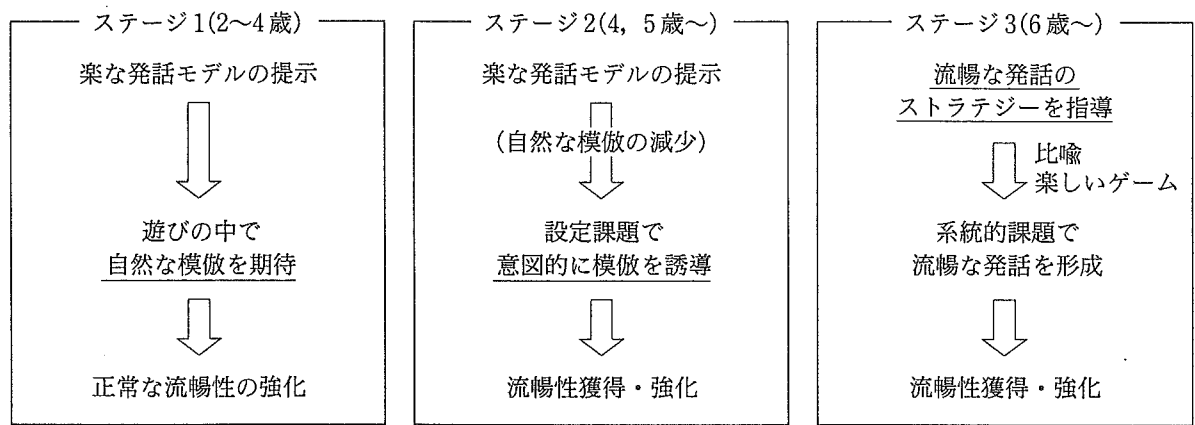 ステージ1(2〜4歳)
楽な発話モデルの提示
遊びの中で
自然な模倣を期待
正常な流暢性の強化
ステージ2(4, 5歳〜)
楽な発話モデルの提示
(自然な模倣の減少)
設定課題で
意図的に模倣を誘導
流暢性獲得・強化
ステージ3(6歳〜)
流暢な発話の
ストラテジーを指導
比喩
楽しいゲーム
系統的課題で
流暢な発話を形成
流暢性獲得・強化